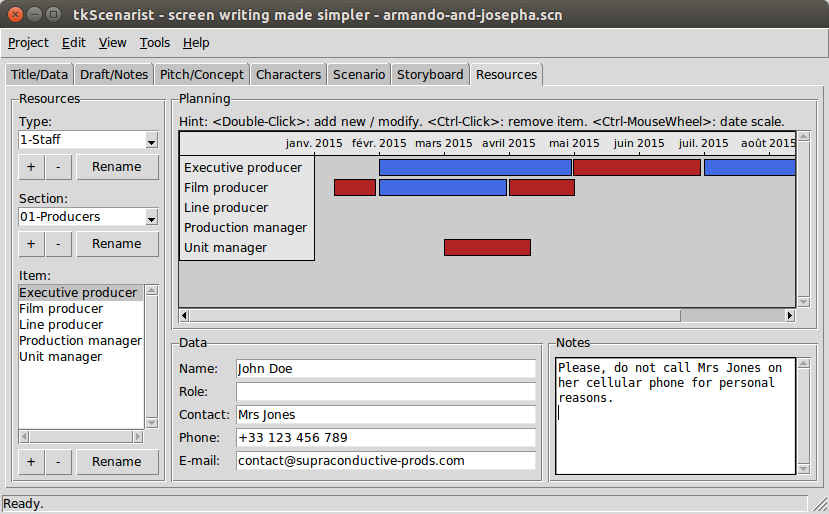 tkScenarist - screen writing made simpler - armando-and-josepha.scn
Project Edit View Tools Help
Title/Data Draft/Notes Pitch/Concept Characters Scenario Storyboard Resources
Resources
Type:
1-Staff
+ - Rename
Section:
01-Producers
+ - Rename
Item:
Executive producer
Film producer
Line producer
Production manager
Unit manager
+ - Rename
Planning
Hint: <Double-Click>: add new / modify. <Ctrl-Click>: remove item. <Ctrl-MouseWheel>: date scale.
janv. 2015 févr. 2015 mars 2015 avril 2015 mai 2015 juin 2015 juil. 2015 août 2015
Executive producer
Film producer
Line producer
Production manager
Unit manager
Data
Name: John Doe
Role:
Contact: Mrs Jones
Phone: +33 123 456 789
E-mail: contact@supraconductive-prods.com
Notes
Please, do not call Mrs Jones on
her cellular phone for personal
reasons.
Ready.